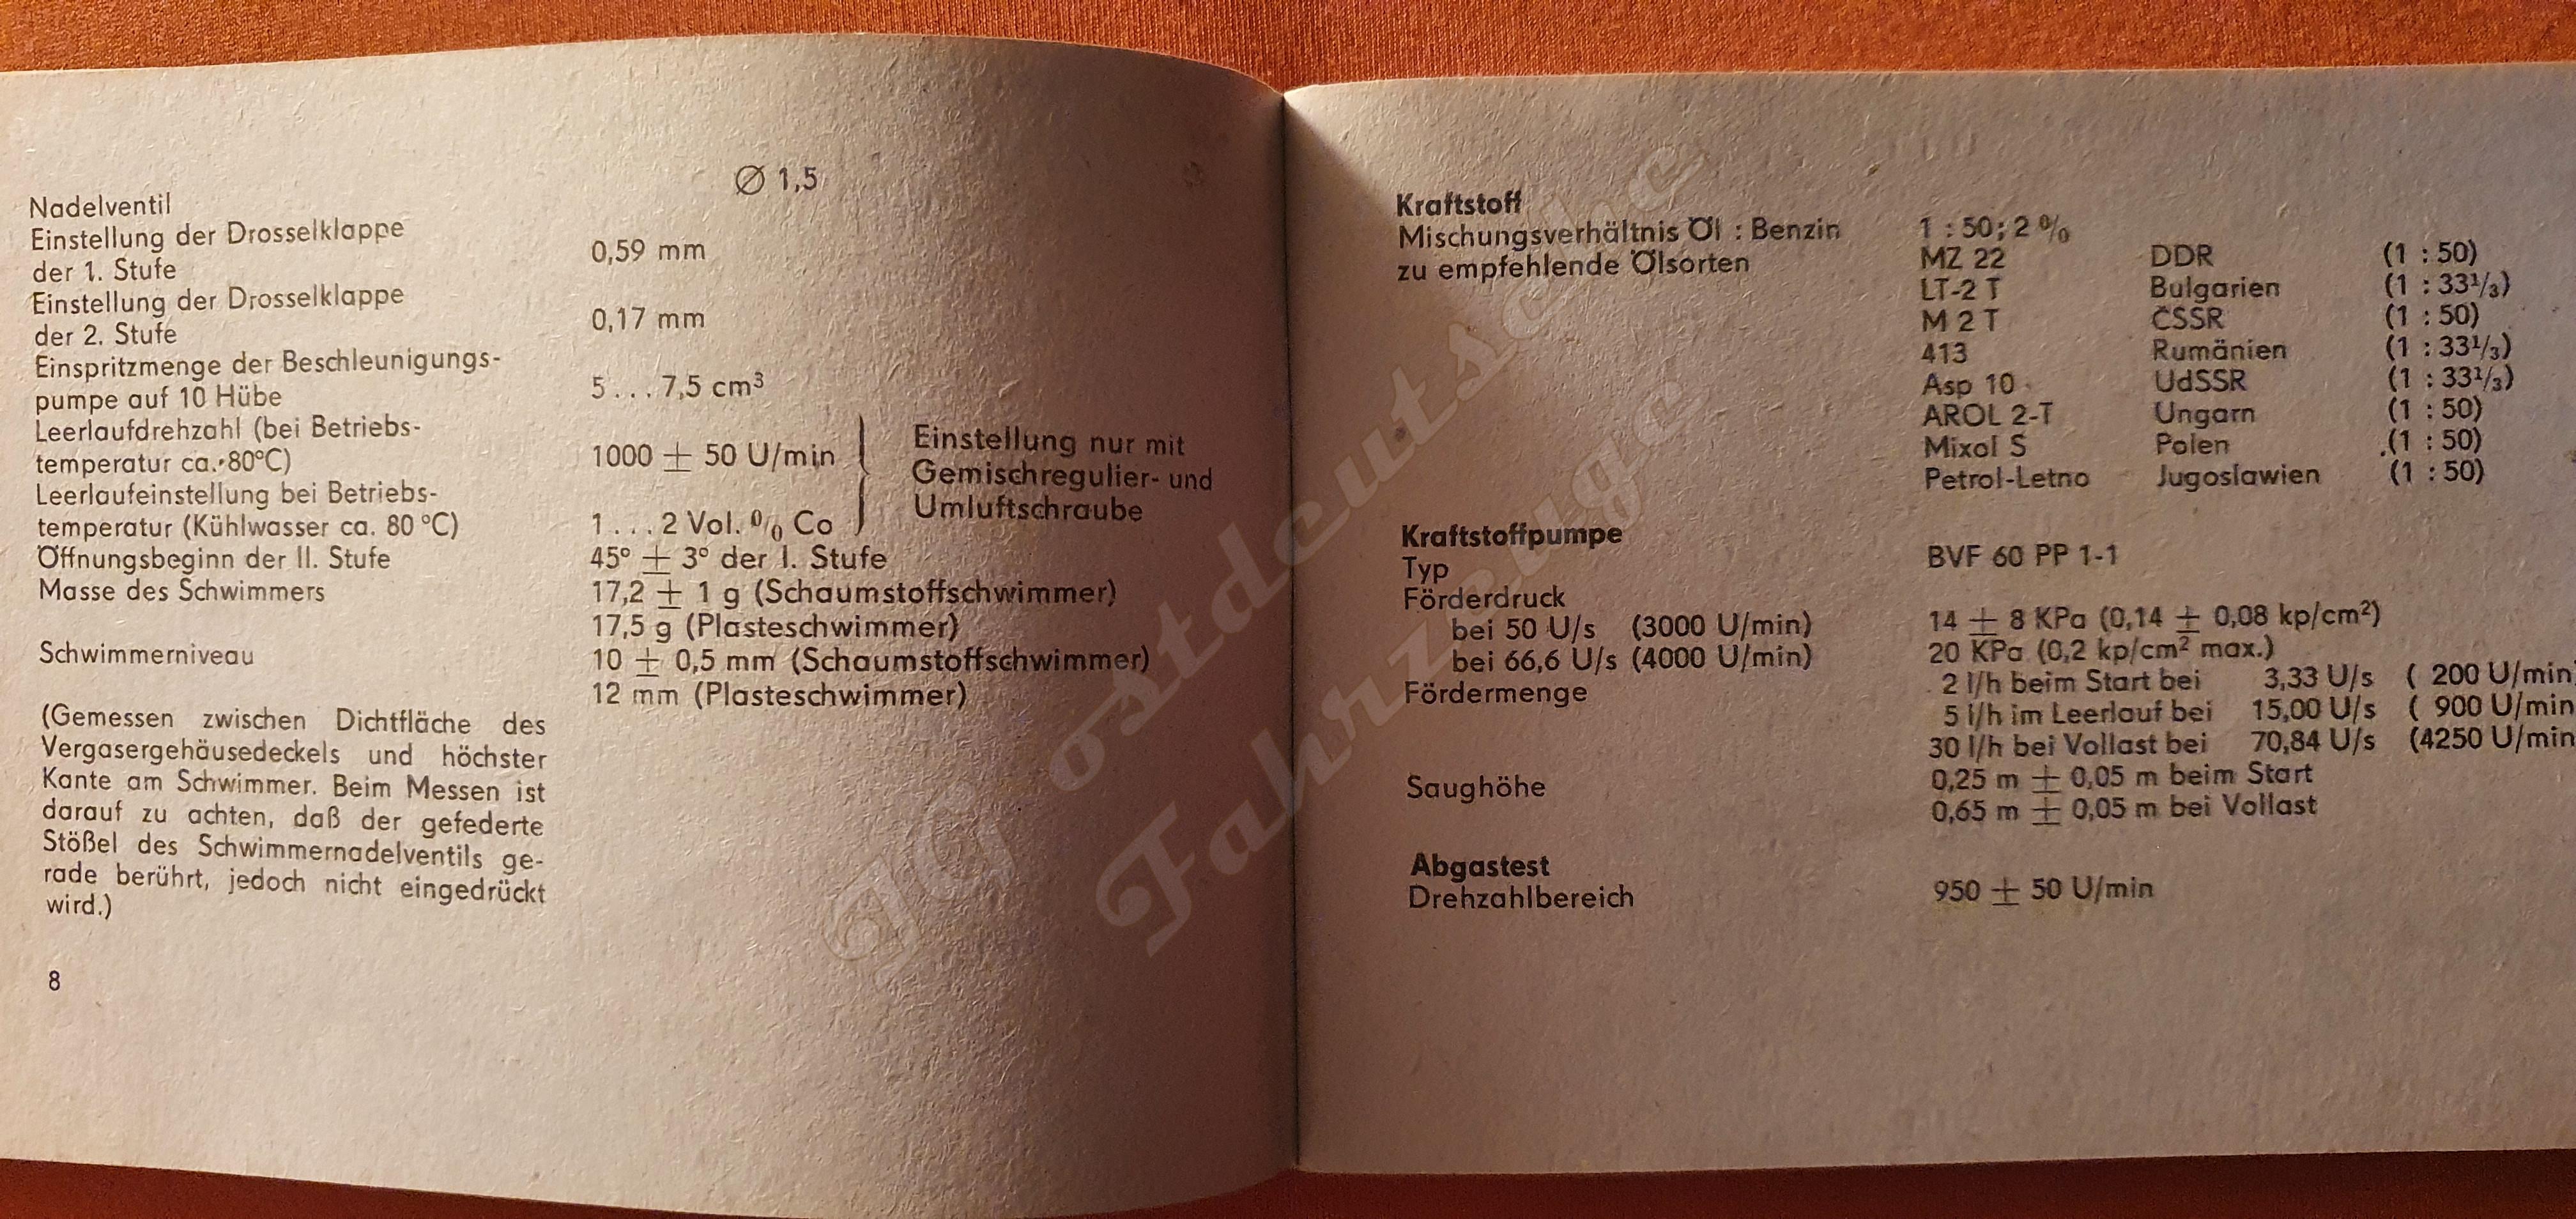 Nadelventil Ø 1,5
Einstellung der Drosselklappe
der 1. Stufe 0,59 mm
Einstellung der Drosselklappe
der 2. Stufe 0,17 mm
Einspritzmenge der Beschleunigungs-
pumpe auf 10 Hübe 5...7,5 cm³
Leerlaufdrehzahl (bei Betriebs-
temperatur ca. 80°C) 1000 ± 50 U/min
Leerlaufeinstellung bei Betriebs-
temperatur (Kühlwasser ca. 80 °C) 1...2 Vol. % Co
Einstellung nur mit
Gemischregulier- und
Umluftschraube
Öffnungsbeginn der II. Stufe 45° ± 3° der I. Stufe
Masse des Schwimmers 17,2 ± 1 g (Schaumstoffschwimmer)
17,5 g (Plasteschwimmer)
Schwimmerniveau 10 ± 0,5 mm (Schaumstoffschwimmer)
12 mm (Plasteschwimmer)
(Gemessen zwischen Dichtfläche des
Vergasergehäusedeckels und höchster
Kante am Schwimmer. Beim Messen ist
darauf zu achten, daß der gefederte
Stößel des Schwimmernadelventils ge-
rade berührt, jedoch nicht eingedrückt
wird.)
8
Kraftstoff
Mischungsverhältnis Öl : Benzin 1 : 50; 2 %
zu empfehlende Ölsorten MZ 22 DDR (1 : 50)
LT-2 T Bulgarien (1 : 33¹/₃)
M 2 T ČSSR (1 : 50)
413 Rumänien (1 : 33¹/₃)
Asp 10 UdSSR (1 : 33¹/₃)
AROL 2-T Ungarn (1 : 50)
Mixol S Polen (1 : 50)
Petrol-Letno Jugoslawien (1 : 50)
Kraftstoffpumpe
Typ BVF 60 PP 1-1
Förderdruck
bei 50 U/s (3000 U/min) 14 ± 8 KPa (0,14 ± 0,08 kp/cm²)
bei 66,6 U/s (4000 U/min) 20 KPa (0,2 kp/cm² max.)
Fördermenge 2 l/h beim Start bei 3,33 U/s ( 200 U/min)
5 l/h im Leerlauf bei 15,00 U/s ( 900 U/min
30 l/h bei Vollast bei 70,84 U/s (4250 U/min
Saughöhe 0,25 m ± 0,05 m beim Start
0,65 m ± 0,05 m bei Vollast
Abgastest
Drehzahlbereich 950 ± 50 U/min
IG ostdeutsche
Fahrzeuge